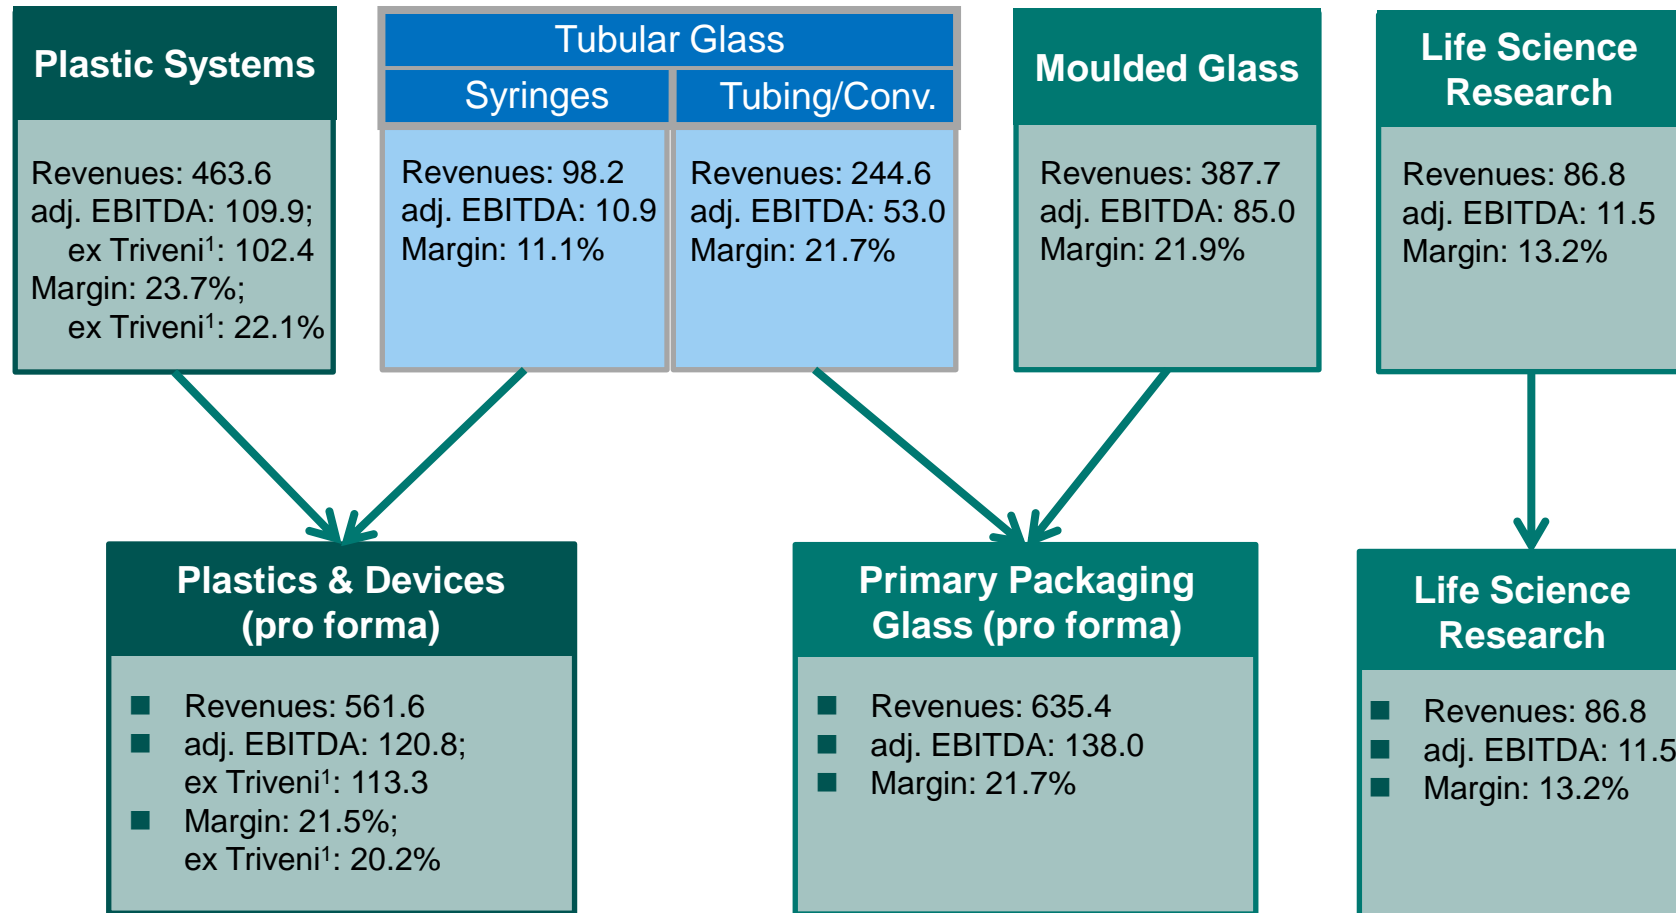 Plastic Systems
Revenues: 463.6
adj. EBITDA: 109.9;
ex Triveni¹: 102.4
Margin: 23.7%;
ex Triveni¹: 22.1%
Tubular Glass
Syringes
Revenues: 98.2
adj. EBITDA: 10.9
Margin: 11.1%
Tubing/Conv.
Revenues: 244.6
adj. EBITDA: 53.0
Margin: 21.7%
Moulded Glass
Revenues: 387.7
adj. EBITDA: 85.0
Margin: 21.9%
Life Science
Research
Revenues: 86.8
adj. EBITDA: 11.5
Margin: 13.2%
Plastics & Devices
(pro forma)
■ Revenues: 561.6
■ adj. EBITDA: 120.8;
ex Triveni¹: 113.3
■ Margin: 21.5%;
ex Triveni¹: 20.2%
Primary Packaging
Glass (pro forma)
■ Revenues: 635.4
■ adj. EBITDA: 138.0
■ Margin: 21.7%
Life Science
Research
■ Revenues: 86.8
■ adj. EBITDA: 11.5
■ Margin: 13.2%